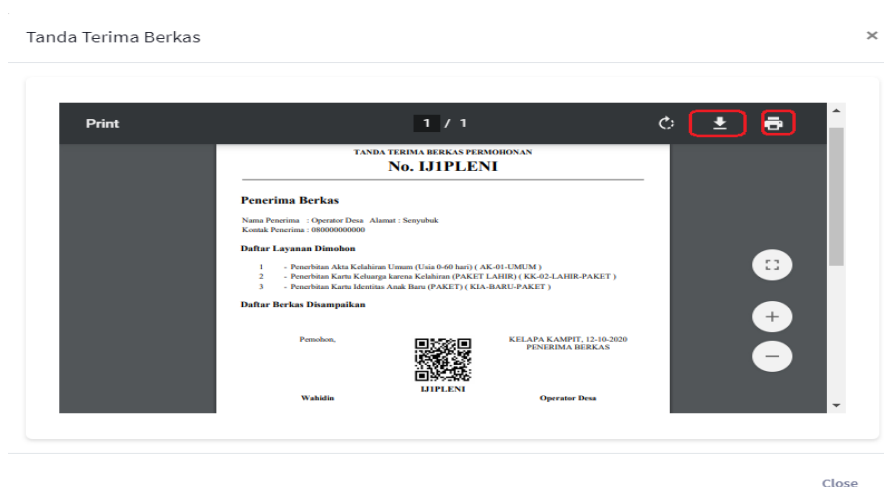 Tanda Terima Berkas ×
Print 1 / 1
TANDA TERIMA BERKAS PERMOHONAN
No. IJ1PLENI
Penerima Berkas
Nama Penerima : Operator Desa Alamat : Senyubuk
Kontak Penerima : 080000000000
Daftar Layanan Dimohon
1 - Penerbitan Akta Kelahiran Umum (Usia 0-60 hari) ( AK-01-UMUM )
2 - Penerbitan Kartu Keluarga karena Kelahiran (PAKET LAHIR) ( KK-02-LAHIR-PAKET )
3 - Penerbitan Kartu Identitas Anak Baru (PAKET) ( KIA-BARU-PAKET )
Daftar Berkas Disampaikan
Pemohon,
KELAPA KAMPIT, 12-10-2020
PENERIMA BERKAS
IJ1PLENI
Wahidin
Operator Desa
Close